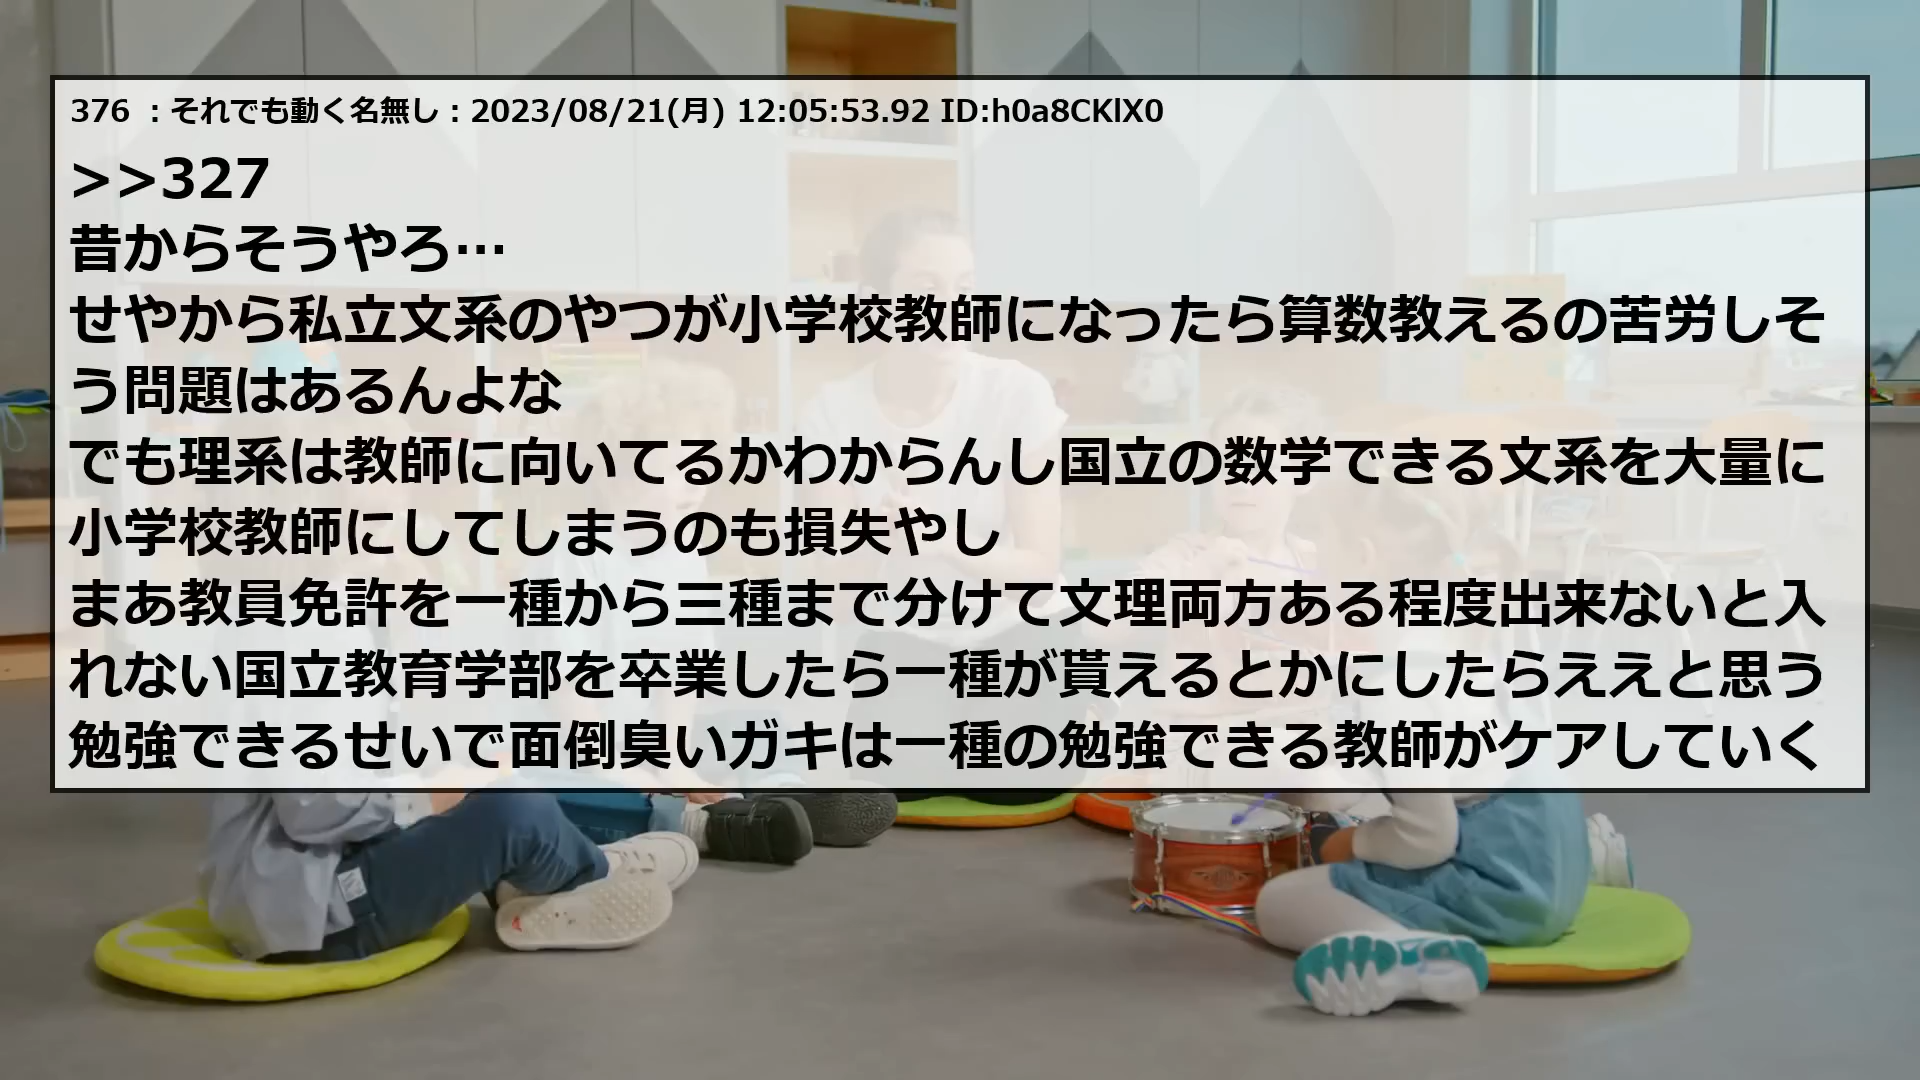 376 ：それでも動く名無し：2023/08/21(月) 12:05:53.92 ID:h0a8CKlX0
>>327
昔からそうやろ…
せやから私立文系のやつが小学校教師になったら算数教えるの苦労しそ
う問題はあるんよな
でも理系は教師に向いてるかわからんし国立の数学できる文系を大量に
小学校教師にしてしまうのも損失やし
まあ教員免許を一種から三種まで分けて文理両方ある程度出来ないと入
れない国立教育学部を卒業したら一種が貰えるとかにしたらええと思う
勉強できるせいで面倒臭いガキは一種の勉強できる教師がケアしていく